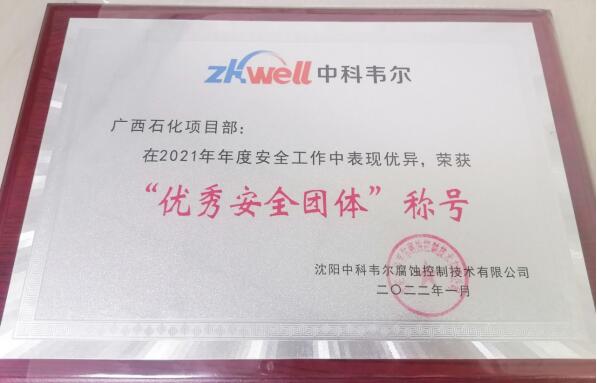 zkwell 中科韦尔
广西石化项目部：
在2021年年度安全工作中表现优异，荣获
“优秀安全团体”称号
沈阳中科韦尔腐蚀控制技术有限公司
二〇二二年一月